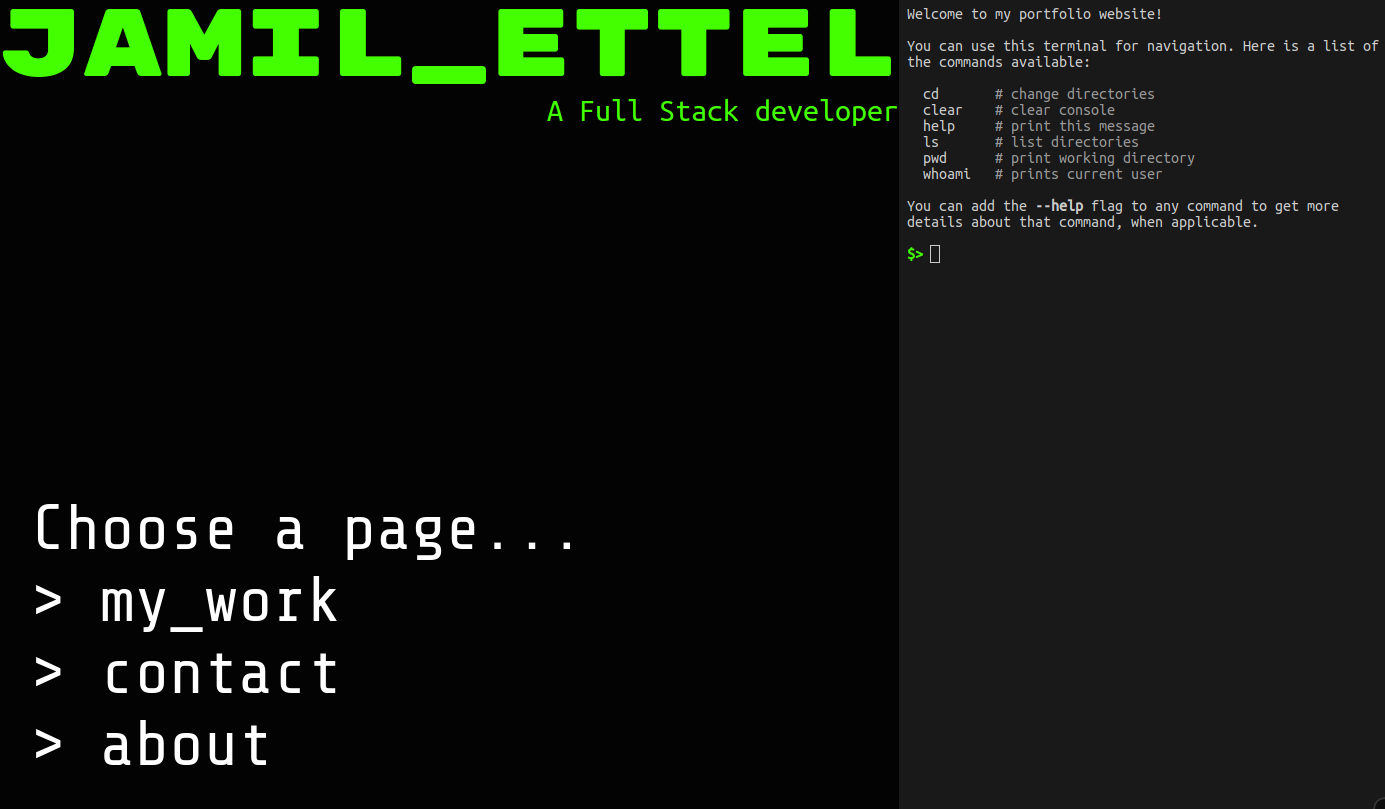 JAMIL_ETTEL
A Full Stack developer
Choose a page...
> my_work
> contact
> about
Welcome to my portfolio website!
You can use this terminal for navigation. Here is a list of
the commands available:
cd # change directories
clear # clear console
help # print this message
ls # list directories
pwd # print working directory
whoami # prints current user
You can add the --help flag to any command to get more
details about that command, when applicable.
$>